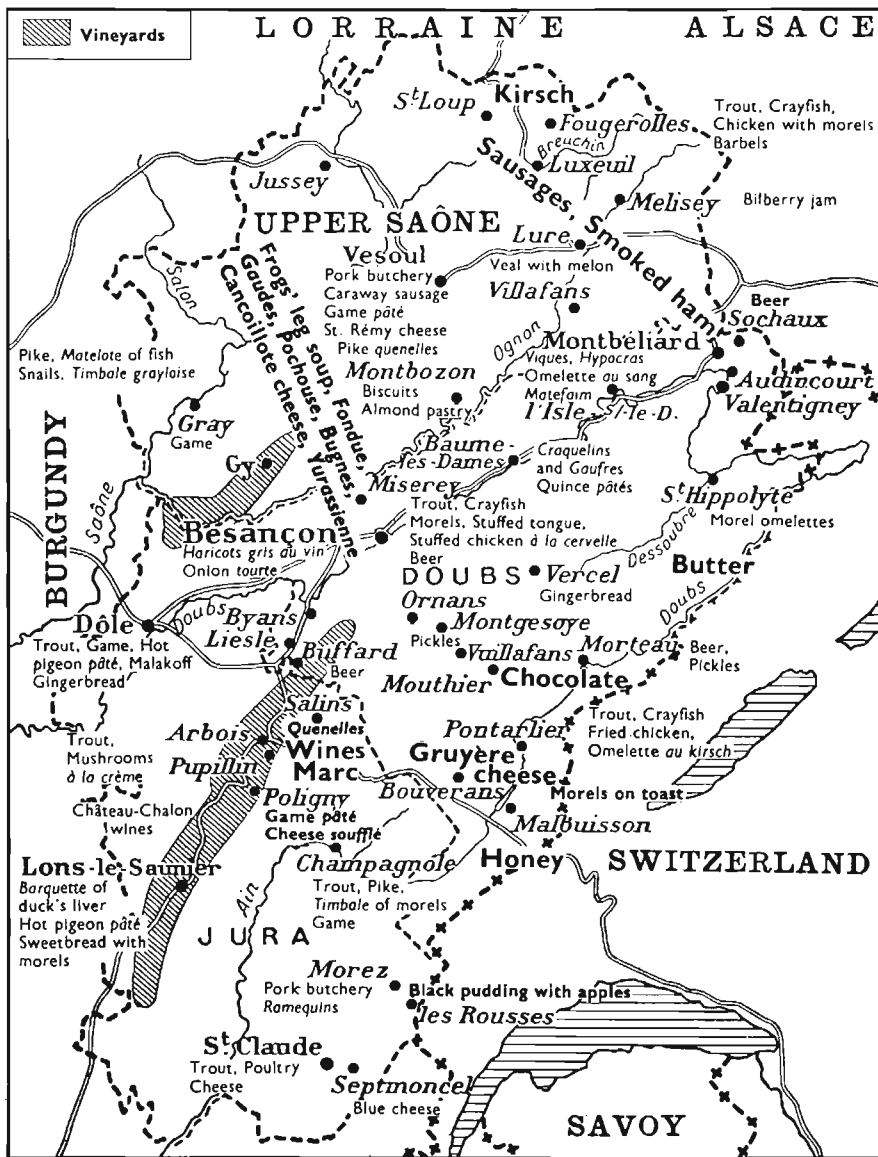 Vineyards
LORRAINE
ALSACE
St Loup
Kirsch
Fougerolles
Breuchin
Luxeuil
Trout, Crayfish,
Chicken with morels
Barbels
Jussey
Sausages, Smoked ham
Melisey
Bilberry jam
UPPER SAÔNE
Lure
Veal with melon
Vesoul
Pork butchery
Caraway sausage
Game pâté
St. Rémy cheese
Pike quenelles
Salon
Frogs' leg soup, Fondue,
Gaudes, Pochouse, Bugnes,
Cancoillote cheese, Yurassienne
Villafans
Ognon
Beer
Sochaux
Montbéliard
Viques, Hypocras
Omelette au sang
Matefaim
Pike, Matelote of fish
Snails, Timbale grayloise
Montbozon
Biscuits
Almond pastry
l'Isle-s/-le-D.
Audincourt
Valentigney
Gray
Game
BURGUNDY
Saône
Gy
Baume-
les-Dames
Craquelins
and Gaufres
Quince pâtés
Miserey
St Hippolyte
Morel omelettes
Besançon
Haricots gris au vin
Onion tourte
Trout, Crayfish
Morels, Stuffed tongue,
Stuffed chicken à la cervelle
Beer
Dessoubre
DOUBS
Vercel
Gingerbread
Butter
Doubs
Ornans
Pickles
Montgesoye
Dôle
Trout, Game, Hot
pigeon pâté, Malakoff
Gingerbread
Doubs
Byans
Liesle
Buffard
Beer
Vuillafans
Morteau
Beer,
Pickles
Mouthier
Chocolate
Salins
Quenelles
Trout, Crayfish
Fried chicken,
Omelette au kirsch
Pontarlier
Arbois
Trout,
Mushrooms
à la crème
Pupillin
Wines
Marc
Gruyère
cheese
Bouverans
Morels on toast
Malbuisson
Poligny
Game pâté
Cheese soufflé
Château-Chalon
wines
Champagnole
Trout, Pike,
Timbale of morels
Game
Honey
SWITZERLAND
Lons-le-Saunier
Barquette of
duck's liver
Hot pigeon pâté
Sweetbread with
morels
Ain
JURA
Morez
Pork butchery
Ramequins
Black pudding with apples
les Rousses
St Claude
Trout, Poultry
Cheese
Septmoncel
Blue cheese
SAVOY